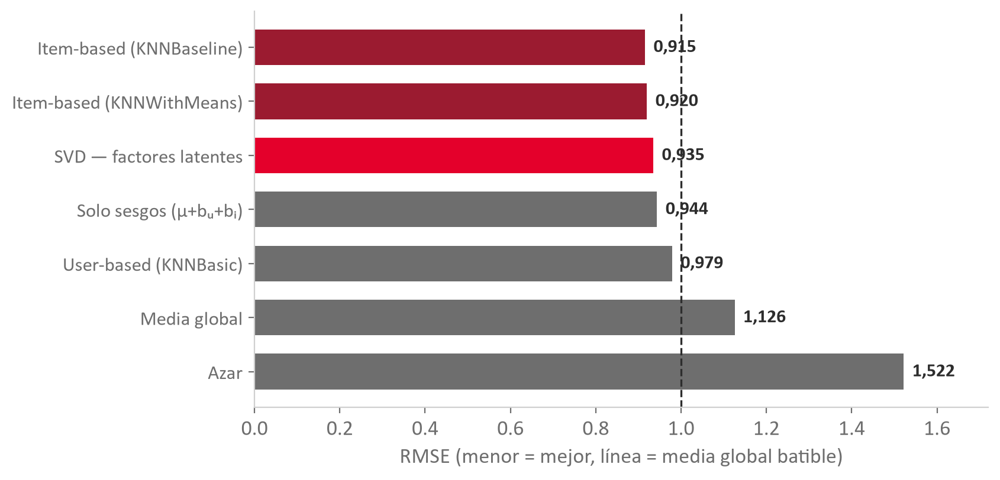 Item-based (KNNBaseline) 0,915
Item-based (KNNWithMeans) 0,920
SVD — factores latentes 0,935
Solo sesgos (μ+bᵤ+bᵢ) 0,944
User-based (KNNBasic) 0,979
Media global 1,126
Azar 1,522
0.0 0.2 0.4 0.6 0.8 1.0 1.2 1.4 1.6
RMSE (menor = mejor, línea = media global batible)